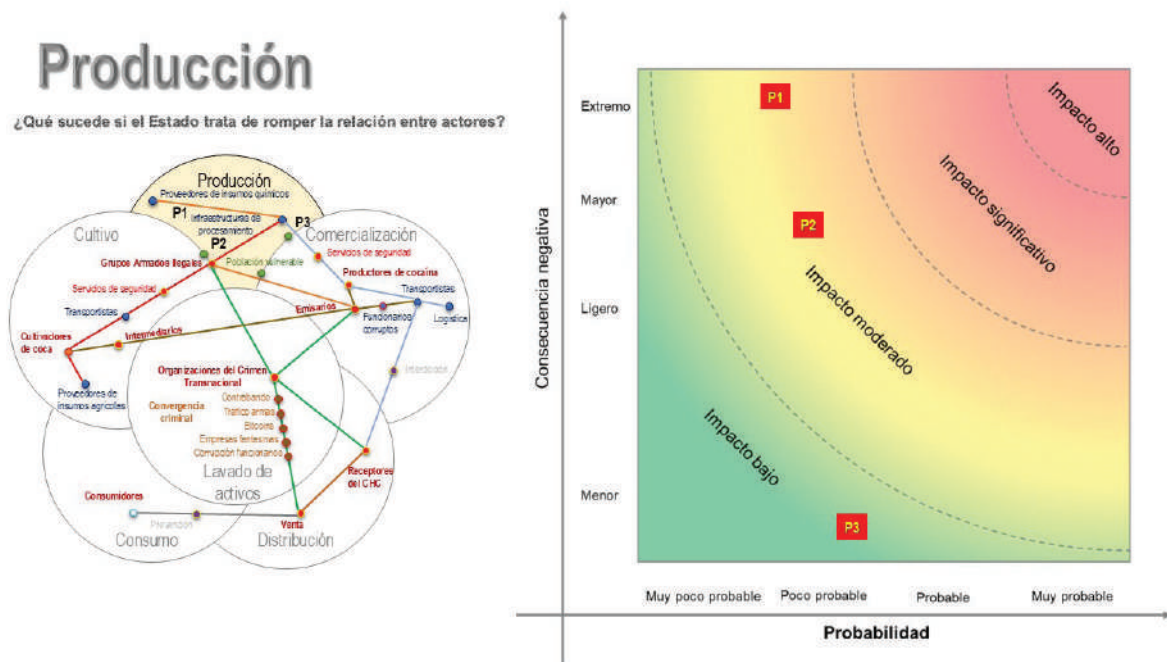 Producción
¿Qué sucede si el Estado trata de romper la relación entre actores?
Producción
Proveedores de insumos químicos
P1
Infraestructuras de
procesamiento
P3
P2
Cultivo
Comercialización
Grupos Armados Ilegales
Población vulnerable
Servicios de seguridad
Servicios de seguridad
Productores de cocaína
Transportistas
Transportistas
Emisarios
Funcionarios
corruptos
Logística
Intermediarios
Cultivadores
de coca
Interdicción
Proveedores de
insumos agrícolas
Organizaciones del Crimen
Transnacional
Convergencia
criminal
Contrabando
Tráfico armas
Bitcoins
Empresas fantasmas
Corrupción funcionarios
Lavado de
activos
Receptores
del CHC
Consumidores
Prevención
Venta
Consumo
Distribución
Consecuencia negativa
Extremo
Mayor
Ligero
Menor
P1
P2
P3
Impacto alto
Impacto significativo
Impacto moderado
Impacto bajo
Muy poco probable
Poco probable
Probable
Muy probable
Probabilidad